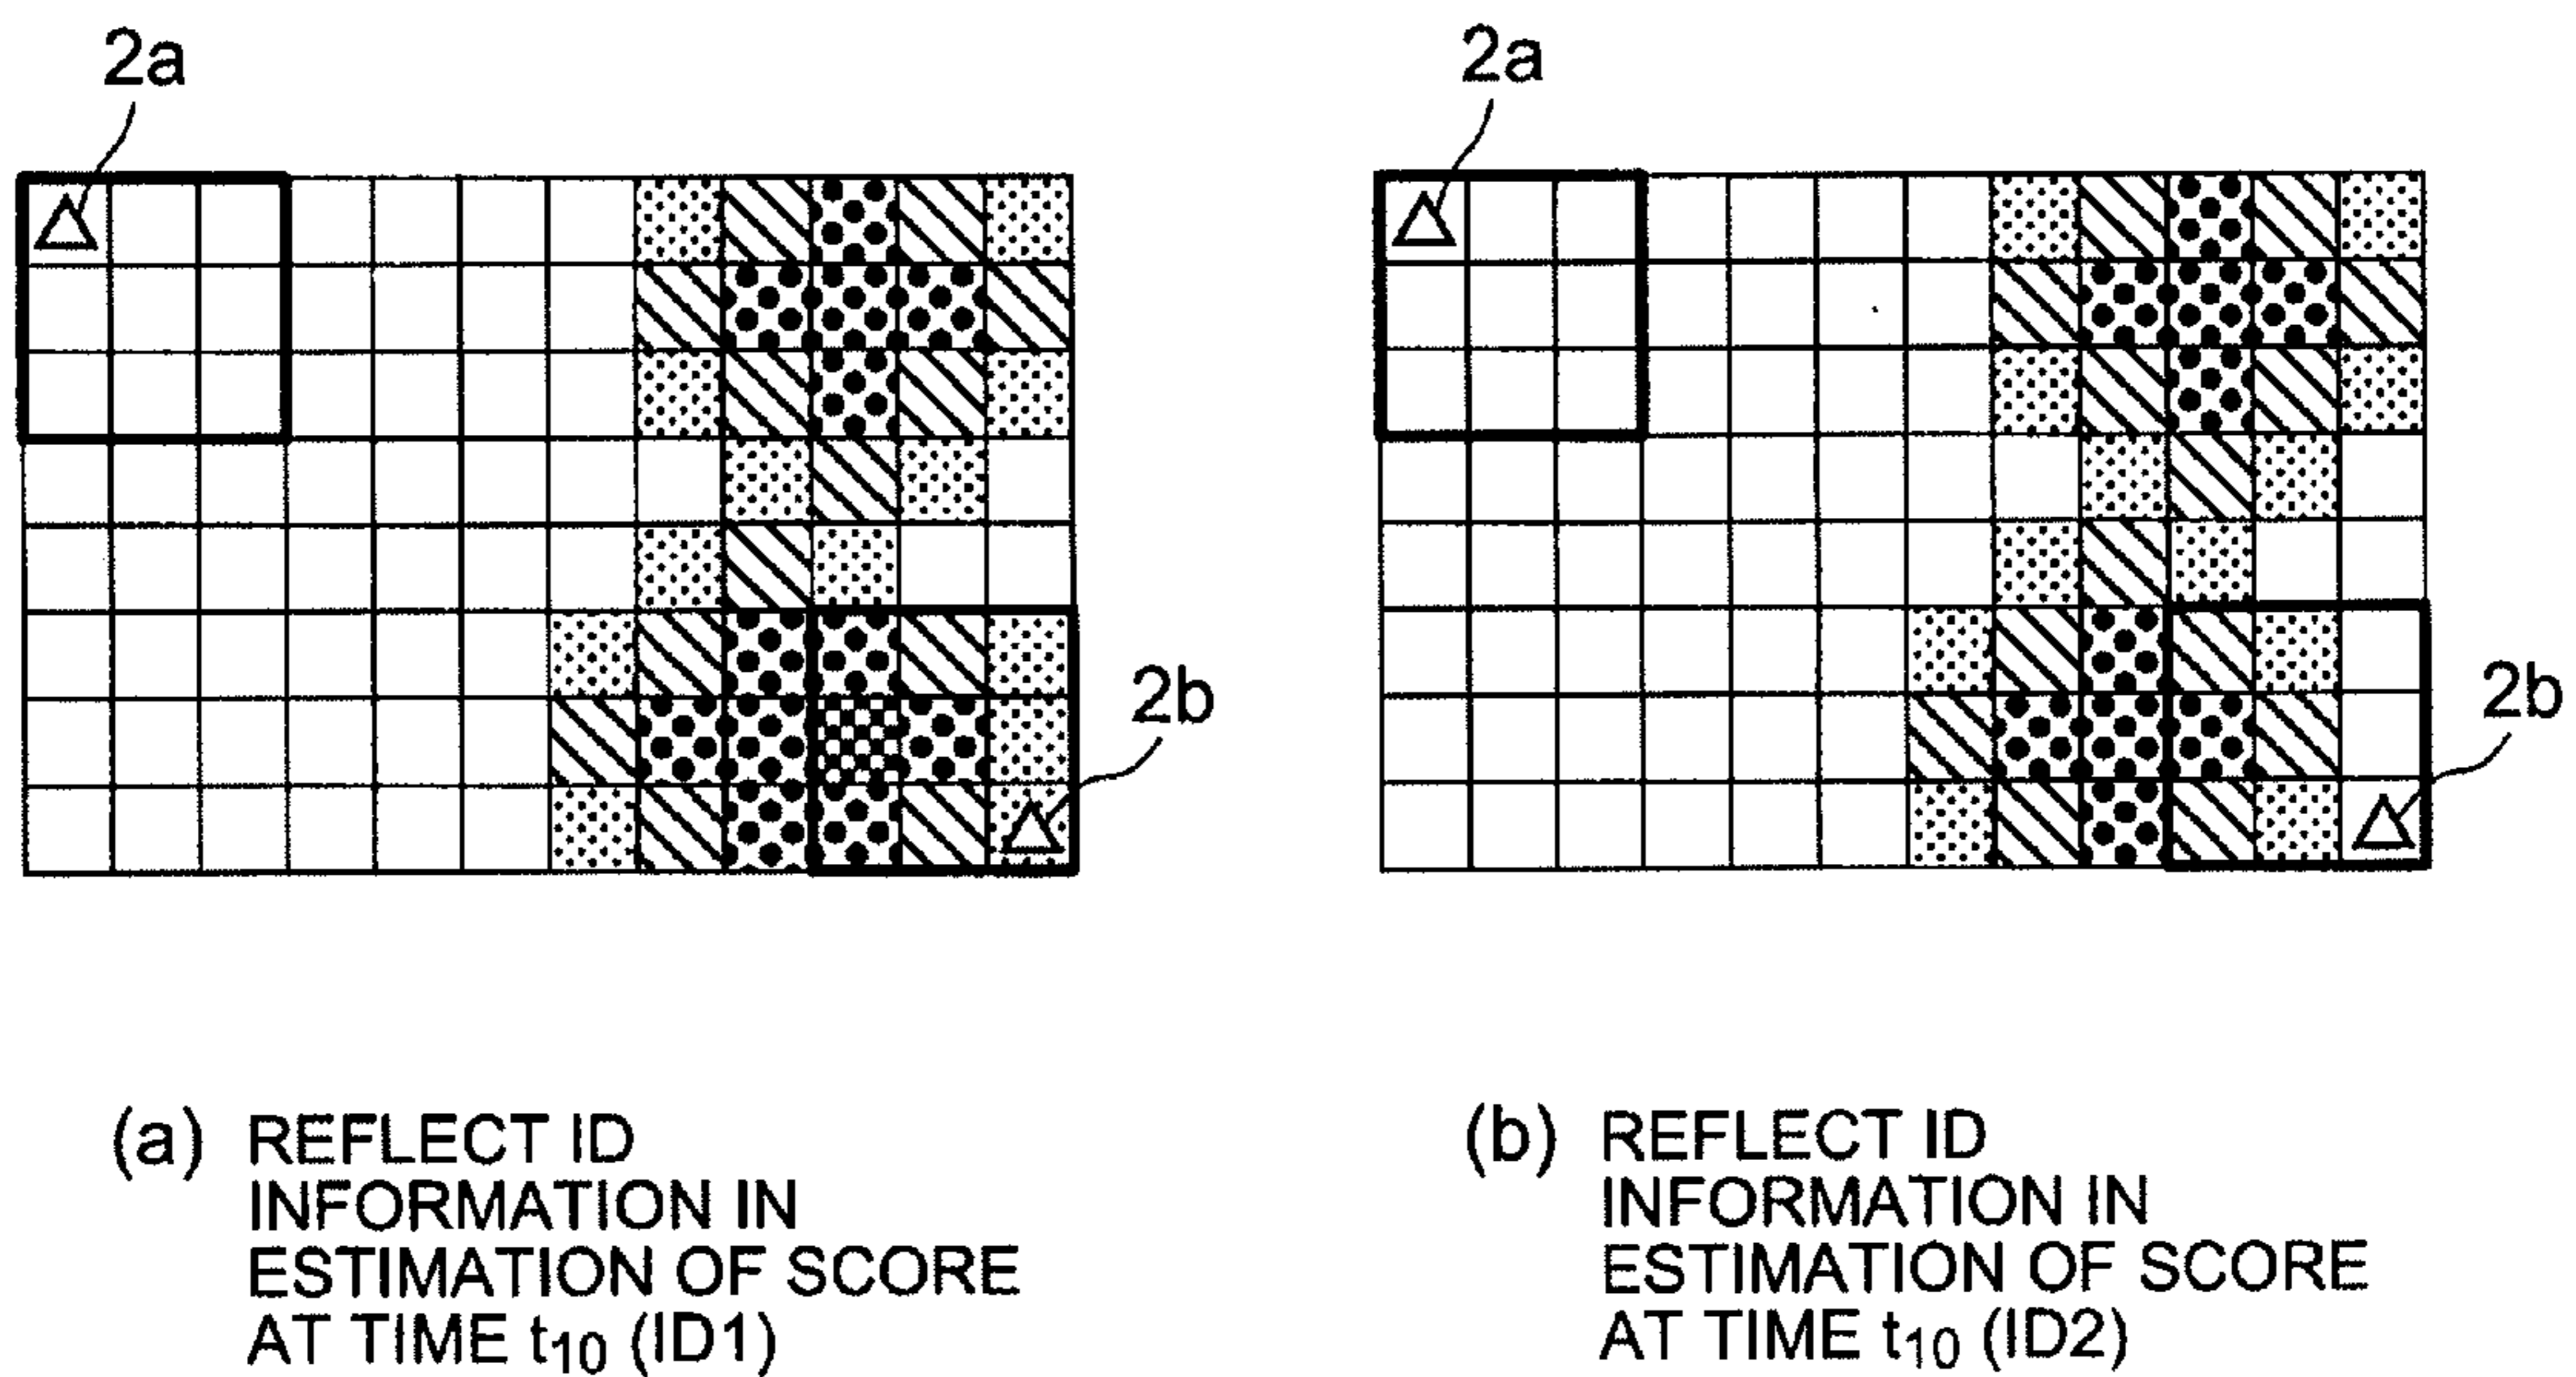 2a
2a
2b
2b
(a) REFLECT ID
INFORMATION IN
ESTIMATION OF SCORE
AT TIME t₁₀ (ID1)
(b) REFLECT ID
INFORMATION IN
ESTIMATION OF SCORE
AT TIME t₁₀ (ID2)